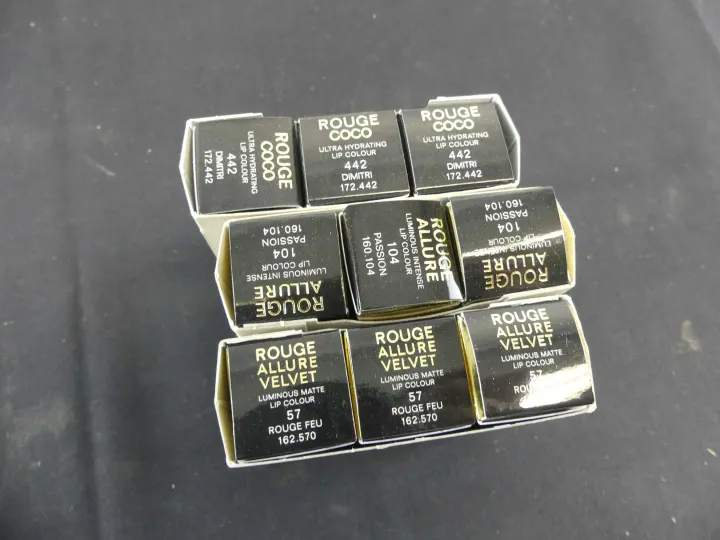 ROUGE
COCO
ULTRA HYDRATING
LIP COLOUR
442
DIMITRI
172.442
ROUGE
COCO
ULTRA HYDRATING
LIP COLOUR
442
DIMITRI
172.442
ROUGE
COCO
ULTRA HYDRATING
LIP COLOUR
442
DIMITRI
172.442
ROUGE
ALLURE
LUMINOUS INTENSE
LIP COLOUR
104
PASSION
160.104
ROUGE
ALLURE
LUMINOUS INTENSE
LIP COLOUR
104
PASSION
160.104
ROUGE
ALLURE
LUMINOUS INTENSE
LIP COLOUR
104
PASSION
160.104
ROUGE
ALLURE
VELVET
LUMINOUS MATTE
LIP COLOUR
57
ROUGE FEU
162.570
ROUGE
ALLURE
VELVET
LUMINOUS MATTE
LIP COLOUR
57
ROUGE FEU
162.570
ROUGE
ALLURE
VELVET
LUMINOUS MATTE
LIP COLOUR
57